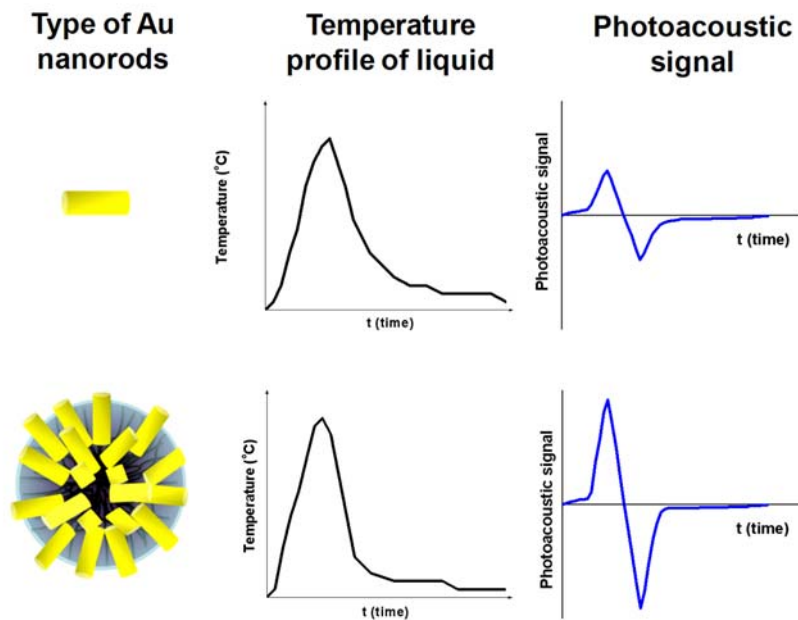 Type of Au
nanorods
Temperature
profile of liquid
Photoacoustic
signal
Temperature (°C)
t (time)
Photoacoustic signal
t (time)
Temperature (°C)
t (time)
Photoacoustic signal
t (time)